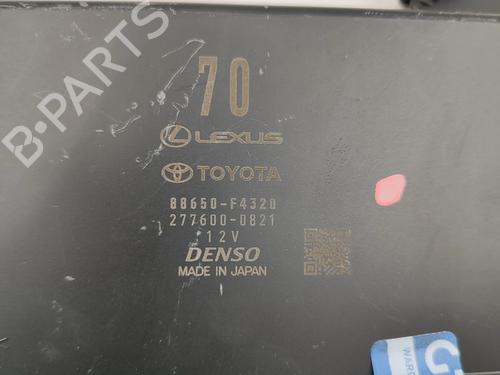 70
LEXUS
TOYOTA
88650-F4320
277600-0821
12V
DENSO
MADE IN JAPAN
B-PARTS